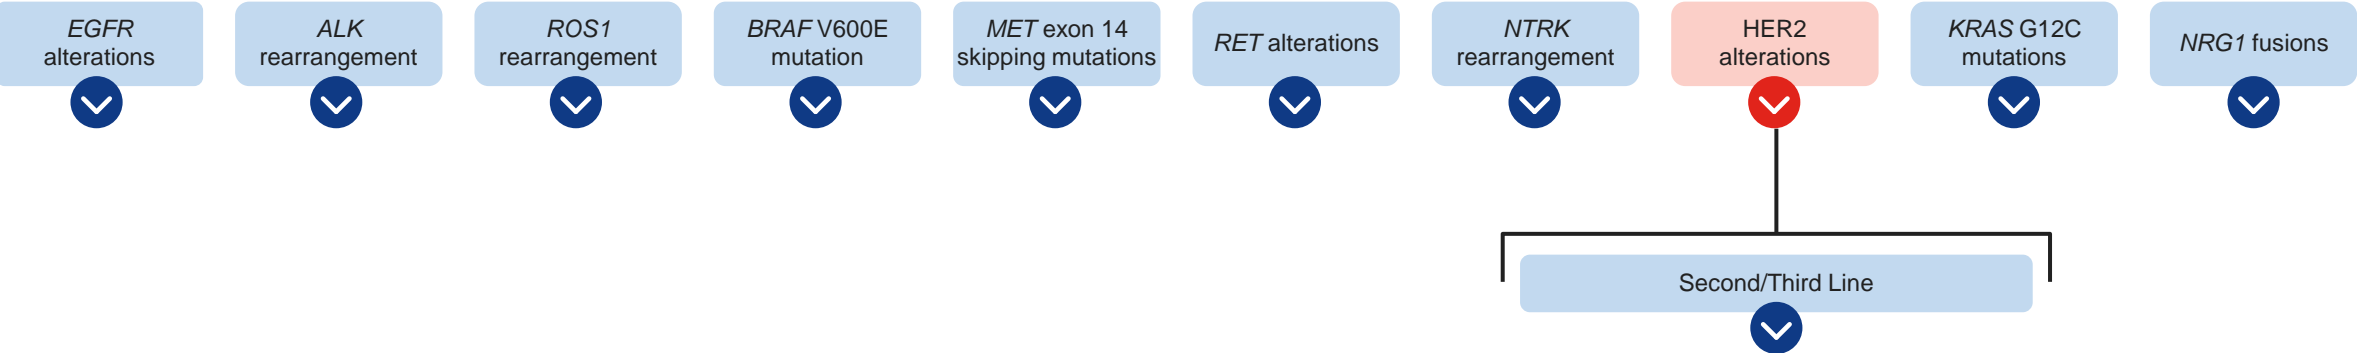 EGFR
alterations
ALK
rearrangement
ROS1
rearrangement
BRAF V600E
mutation
MET exon 14
skipping mutations
RET alterations
NTRK
rearrangement
HER2
alterations
KRAS G12C
mutations
NRG1 fusions
Second/Third Line